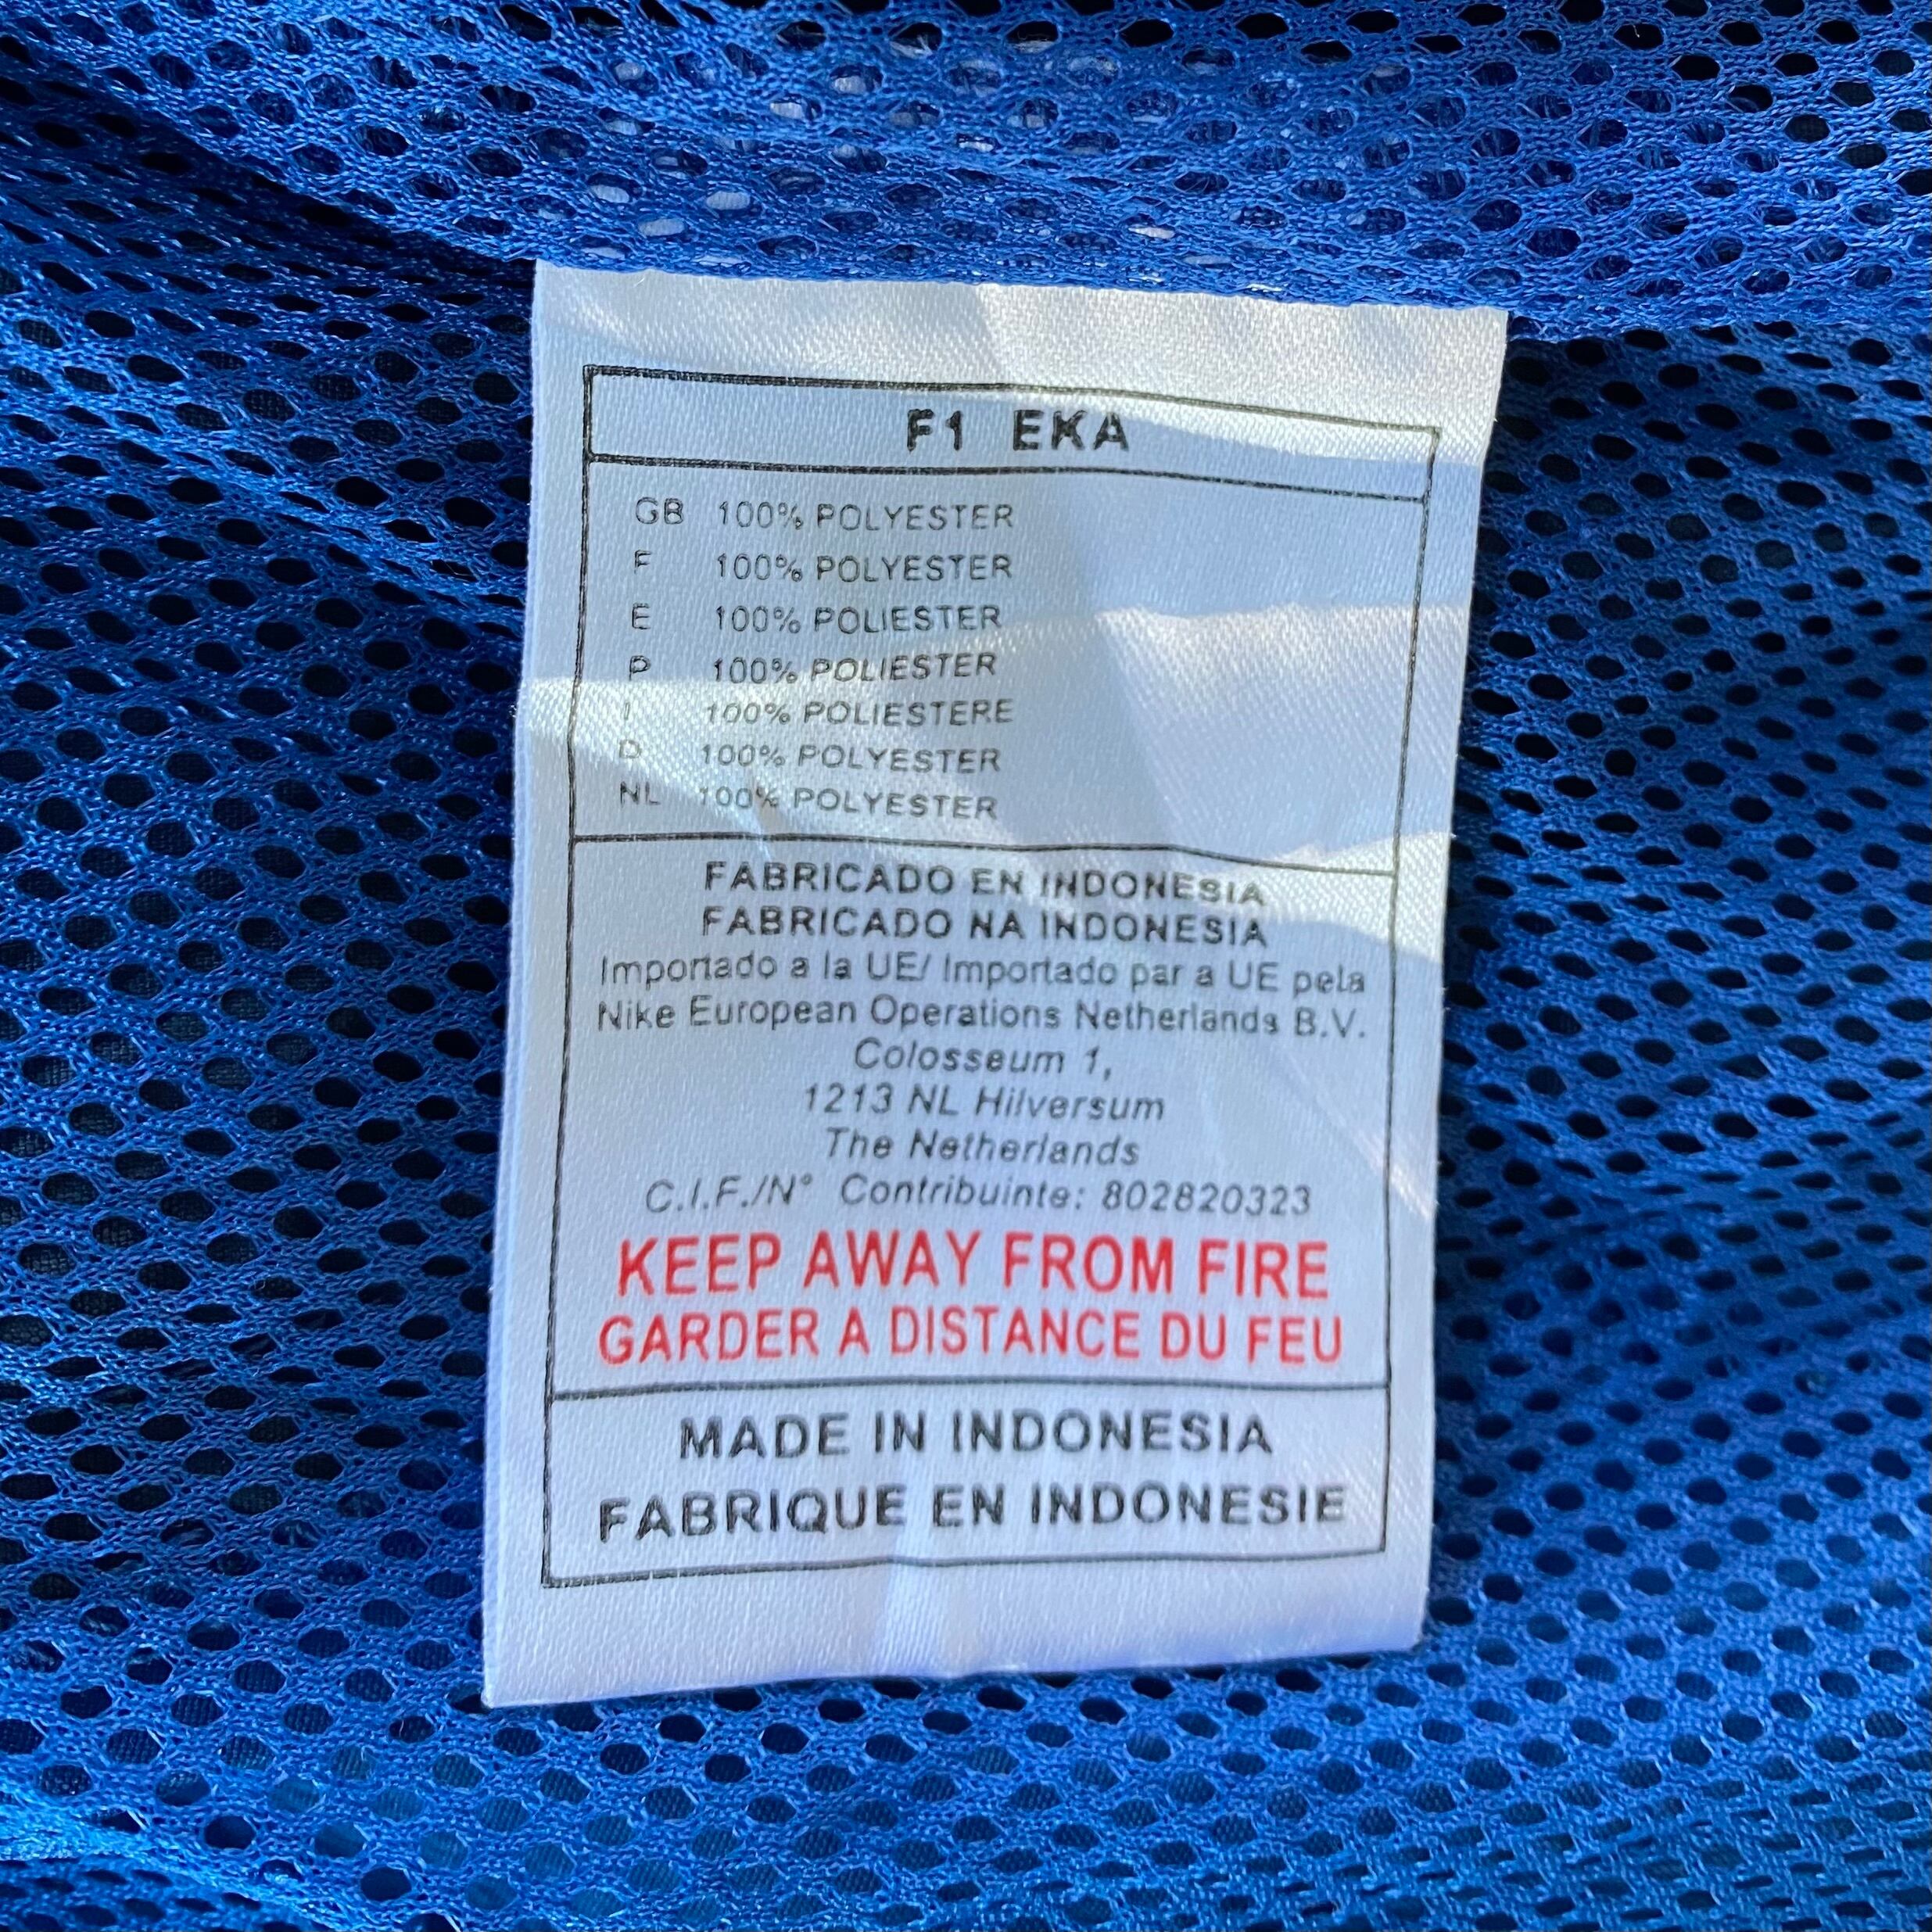 F1 EKA
GB 100% POLYESTER
F 100% POLYESTER
E 100% POLIESTER
P 100% POLIESTER
I 100% POLIESTERE
D 100% POLYESTER
NL 100% POLYESTER
FABRICADO EN INDONESIA
FABRICADO NA INDONESIA
Importado a la UE/ Importado par a UE pela
Nike European Operations Netherlands B.V.
Colosseum 1,
1213 NL Hilversum
The Netherlands
C.I.F./N° Contribuinte: 802820323
KEEP AWAY FROM FIRE
GARDER A DISTANCE DU FEU
MADE IN INDONESIA
FABRIQUE EN INDONESIE